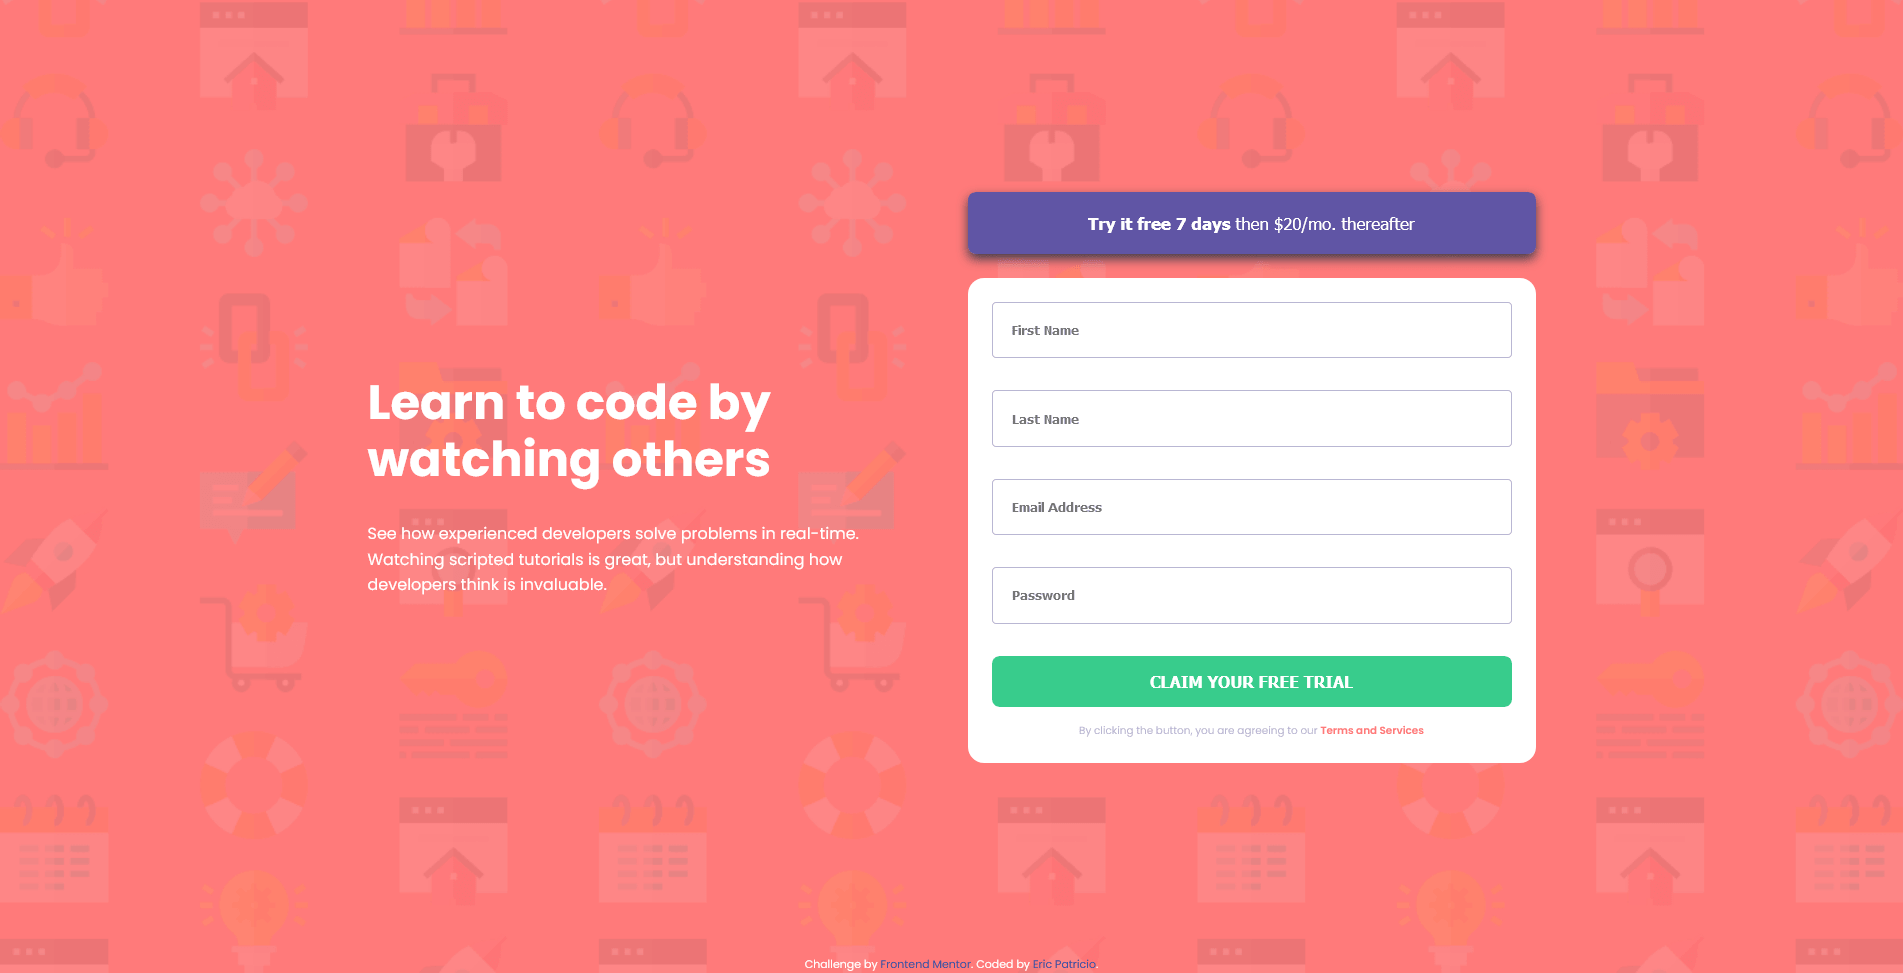 Learn to code by
watching others
See how experienced developers solve problems in real-time.
Watching scripted tutorials is great, but understanding how
developers think is invaluable.
Try it free 7 days then $20/mo. thereafter
First Name
Last Name
Email Address
Password
CLAIM YOUR FREE TRIAL
By clicking the button, you are agreeing to our Terms and Services
Challenge by Frontend Mentor. Coded by Eric Patricio.